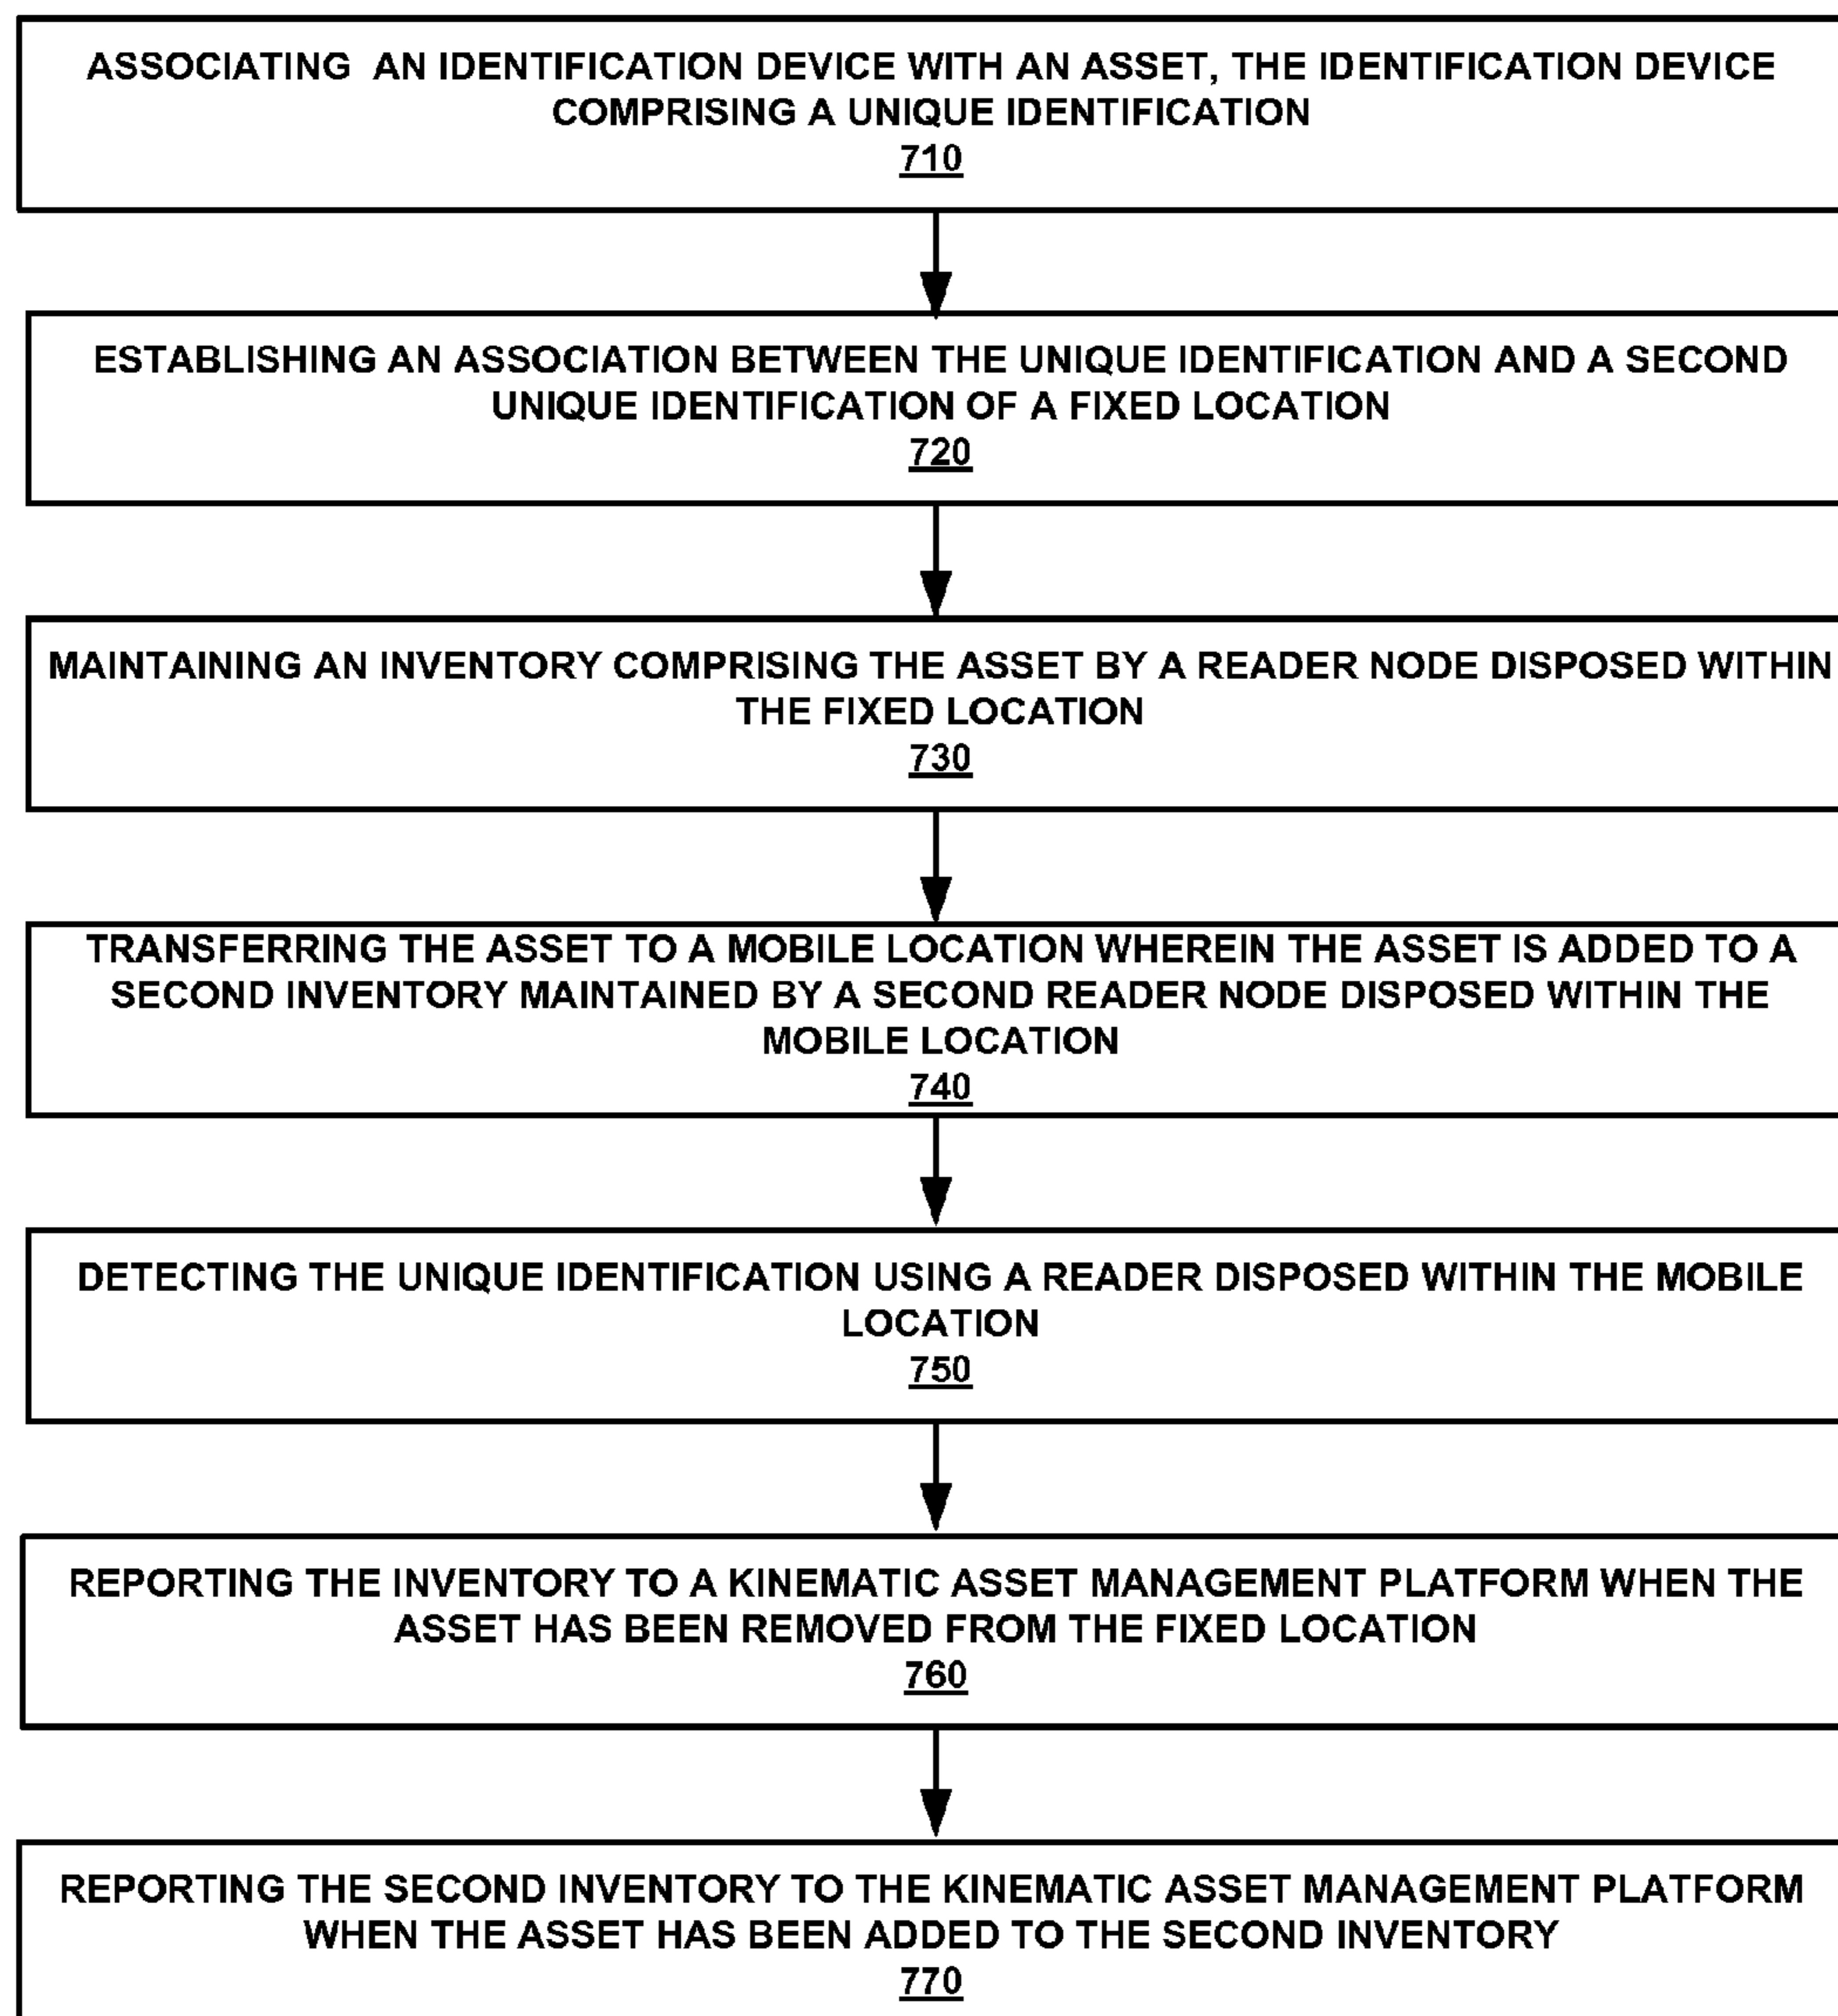 ASSOCIATING AN IDENTIFICATION DEVICE WITH AN ASSET, THE IDENTIFICATION DEVICE
COMPRISING A UNIQUE IDENTIFICATION
710
ESTABLISHING AN ASSOCIATION BETWEEN THE UNIQUE IDENTIFICATION AND A SECOND
UNIQUE IDENTIFICATION OF A FIXED LOCATION
720
MAINTAINING AN INVENTORY COMPRISING THE ASSET BY A READER NODE DISPOSED WITHIN
THE FIXED LOCATION
730
TRANSFERRING THE ASSET TO A MOBILE LOCATION WHEREIN THE ASSET IS ADDED TO A
SECOND INVENTORY MAINTAINED BY A SECOND READER NODE DISPOSED WITHIN THE
MOBILE LOCATION
740
DETECTING THE UNIQUE IDENTIFICATION USING A READER DISPOSED WITHIN THE MOBILE
LOCATION
750
REPORTING THE INVENTORY TO A KINEMATIC ASSET MANAGEMENT PLATFORM WHEN THE
ASSET HAS BEEN REMOVED FROM THE FIXED LOCATION
760
REPORTING THE SECOND INVENTORY TO THE KINEMATIC ASSET MANAGEMENT PLATFORM
WHEN THE ASSET HAS BEEN ADDED TO THE SECOND INVENTORY
770